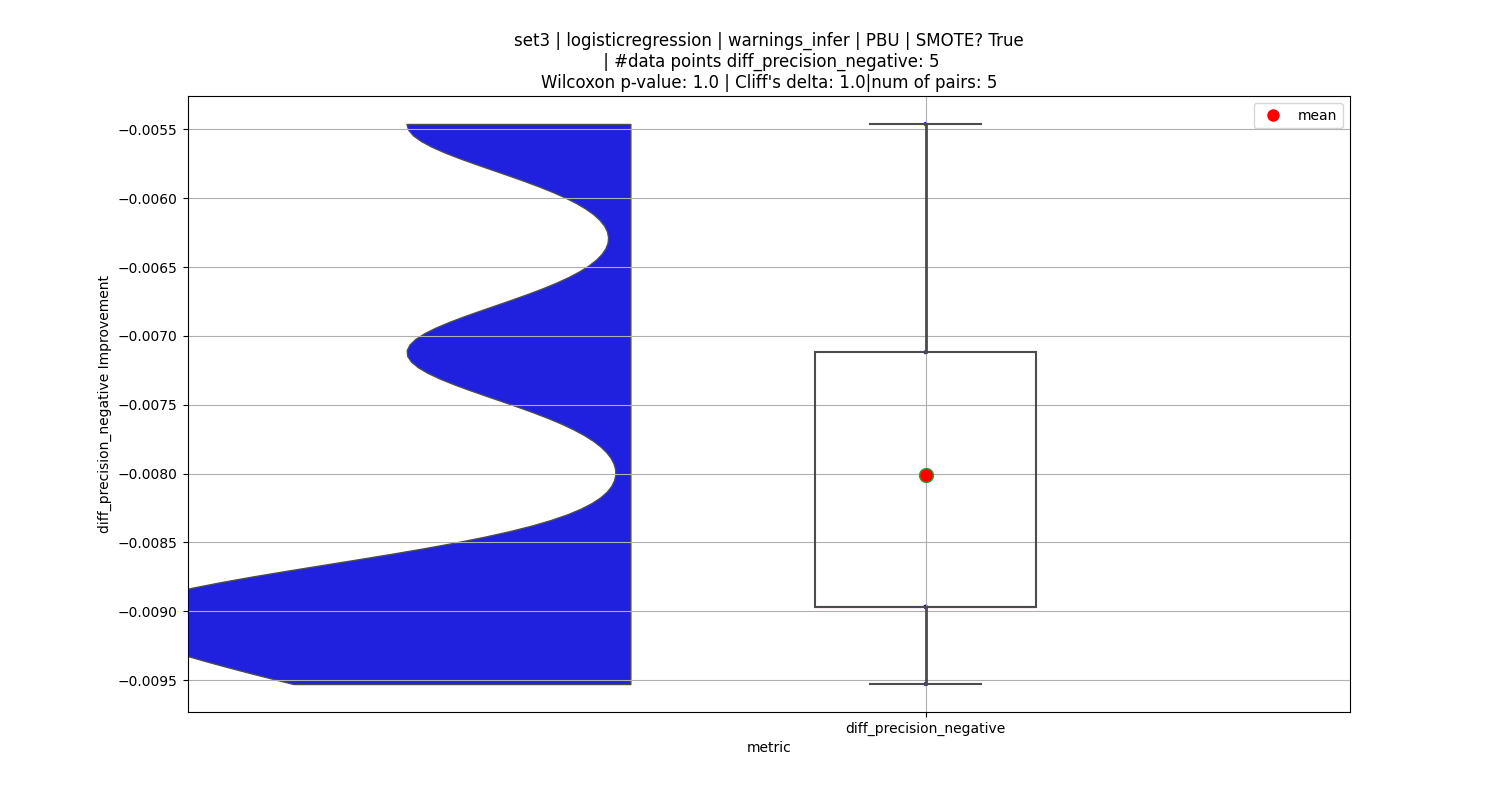 set3 | logisticregression | warnings_infer | PBU | SMOTE? True
| #data points diff_precision_negative: 5
Wilcoxon p-value: 1.0 | Cliff's delta: 1.0|num of pairs: 5
mean
−0.0055
−0.0060
−0.0065
−0.0070
−0.0075
−0.0080
−0.0085
−0.0090
−0.0095
diff_precision_negative Improvement
diff_precision_negative
metric